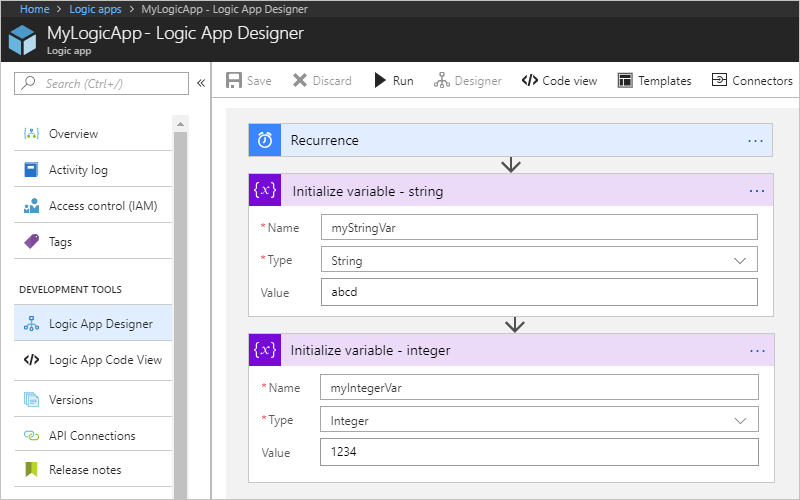 Home > Logic apps > MyLogicApp - Logic App Designer
MyLogicApp - Logic App Designer
Logic app
Search (Ctrl+/)
«
Save
Discard
Run
Designer
</> Code view
Templates
Connectors
Overview
Activity log
Access control (IAM)
Tags
DEVELOPMENT TOOLS
Logic App Designer
</> Logic App Code View
Versions
API Connections
Release notes
Recurrence
...
{x} Initialize variable - string
...
* Name
myStringVar
* Type
String
Value
abcd
{x} Initialize variable - integer
...
* Name
myIntegerVar
* Type
Integer
Value
1234